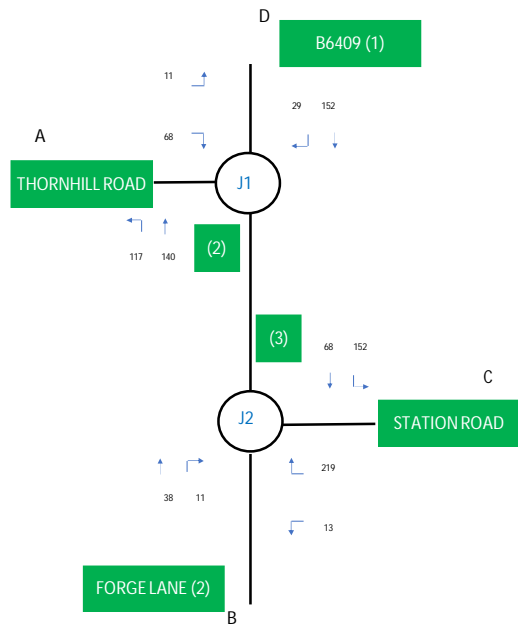 D
B6409 (1)
11
29 152
68
A
THORNHILL ROAD
J1
117 140
(2)
(3)
68 152
C
J2
STATION ROAD
219
38 11
13
FORGE LANE (2)
B